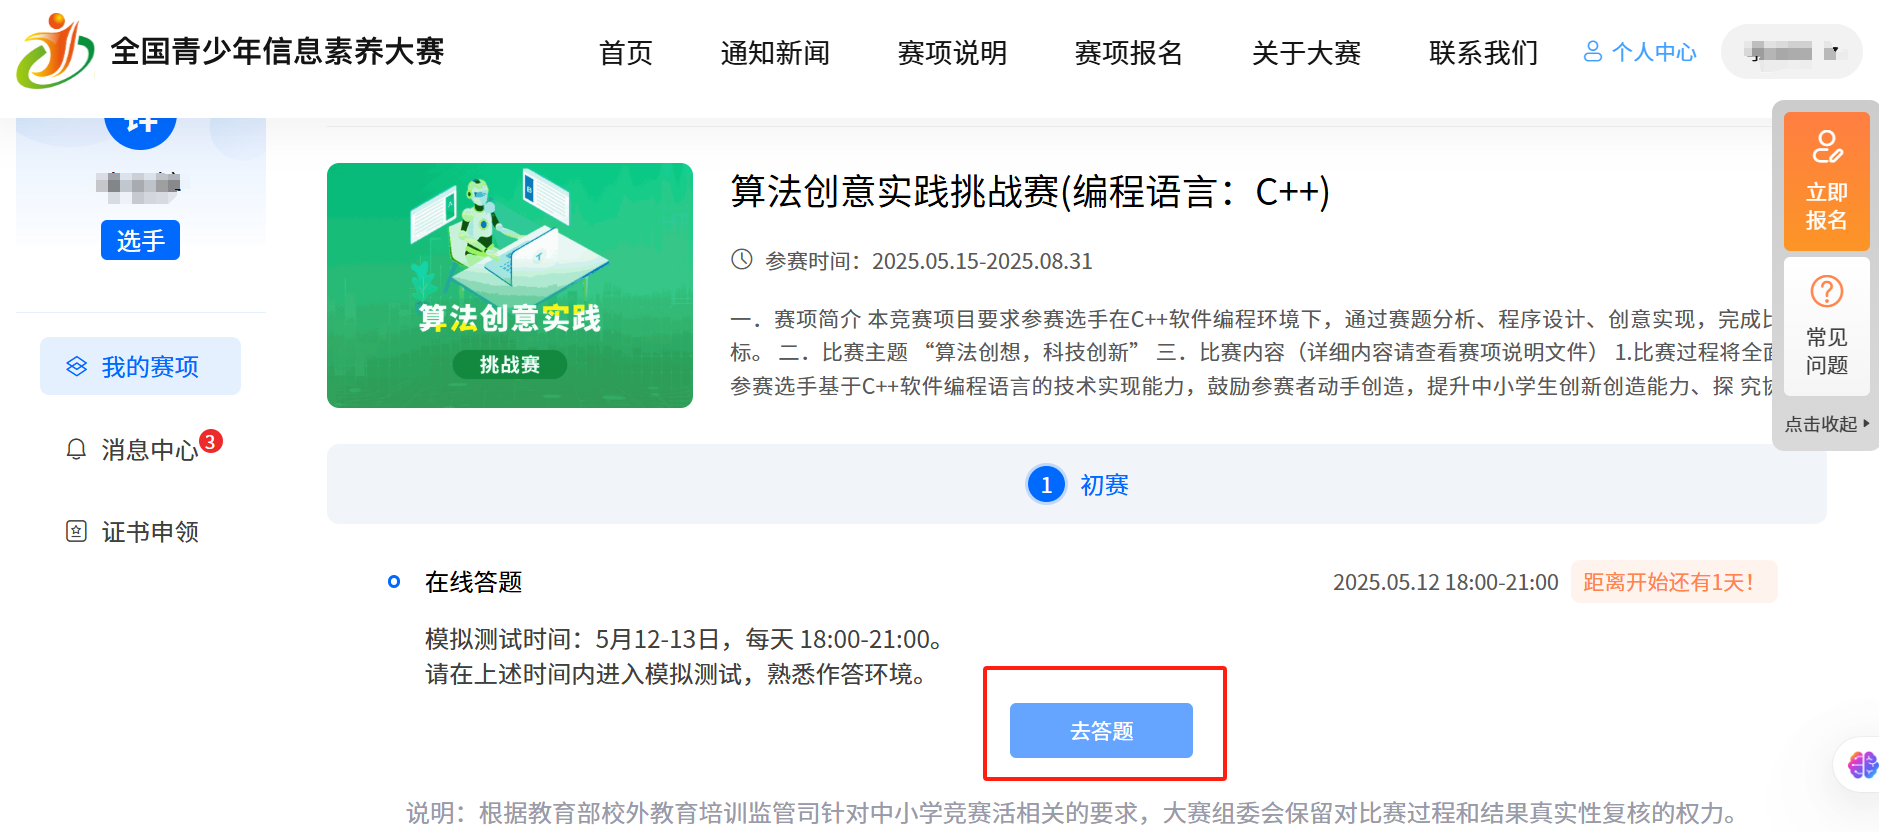 全国青少年信息素养大赛
首页 通知新闻 赛项说明 赛项报名 关于大赛 联系我们 个人中心
选手
我的赛项
消息中心 3
证书申领
算法创意实践
挑战赛
算法创意实践挑战赛(编程语言：C++)
参赛时间：2025.05.15-2025.08.31
一．赛项简介 本竞赛项目要求参赛选手在C++软件编程环境下，通过赛题分析、程序设计、创意实现，完成比
标。 二．比赛主题 “算法创想，科技创新” 三．比赛内容（详细内容请查看赛项说明文件） 1.比赛过程将全面
参赛选手基于C++软件编程语言的技术实现能力，鼓励参赛者动手创造，提升中小学生创新创造能力、探 究协
立即
报名
常见
问题
点击收起
1 初赛
在线答题
2025.05.12 18:00-21:00 距离开始还有1天！
模拟测试时间：5月12-13日，每天 18:00-21:00。
请在上述时间内进入模拟测试，熟悉作答环境。
去答题
说明：根据教育部校外教育培训监管司针对中小学竞赛活相关的要求，大赛组委会保留对比赛过程和结果真实性复核的权力。